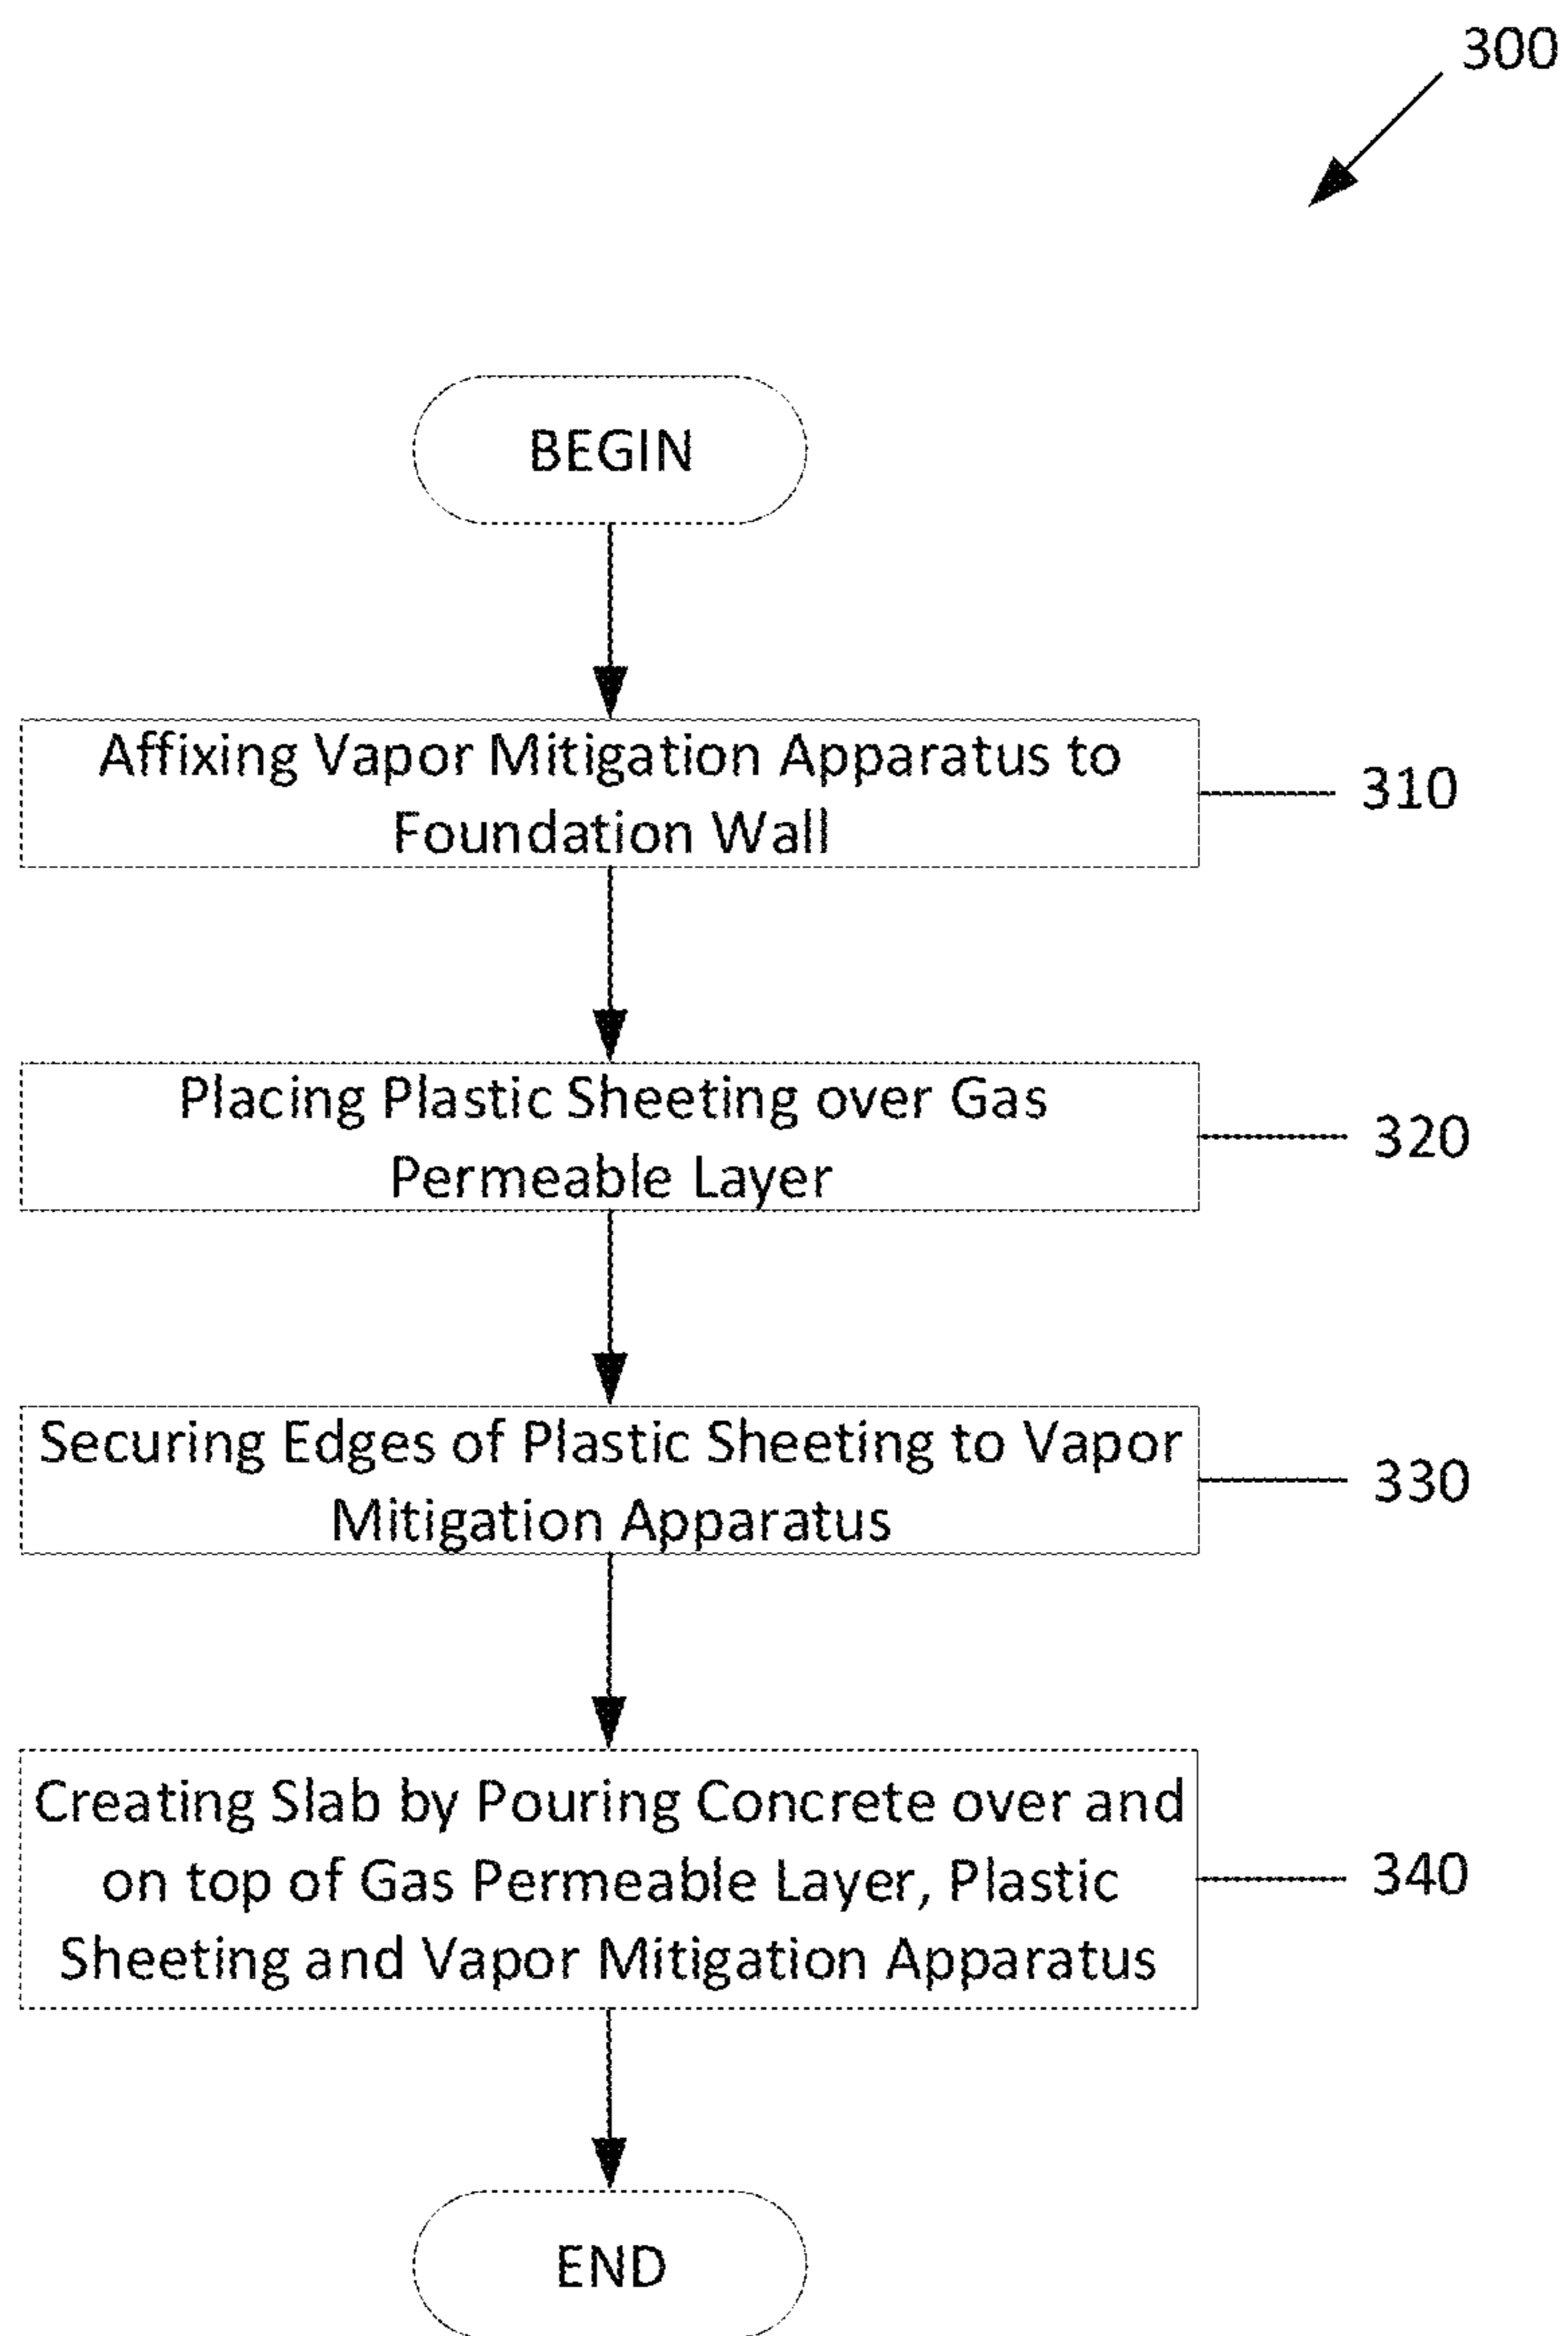 300
BEGIN
Affixing Vapor Mitigation Apparatus to
Foundation Wall
310
Placing Plastic Sheeting over Gas
Permeable Layer
320
Securing Edges of Plastic Sheeting to Vapor
Mitigation Apparatus
330
Creating Slab by Pouring Concrete over and
on top of Gas Permeable Layer, Plastic
Sheeting and Vapor Mitigation Apparatus
340
END